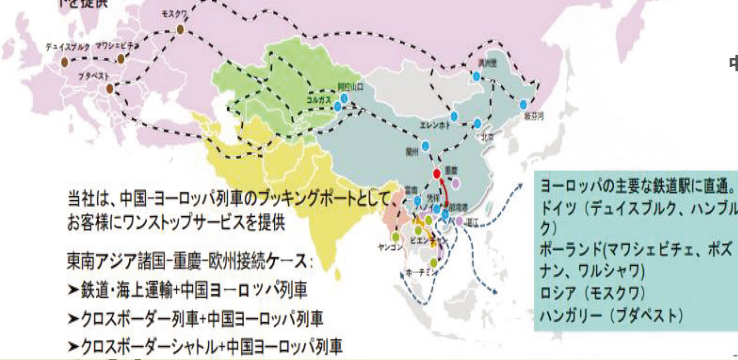 トを提供
モスクワ
デュイスブルク
マワシェビチェ
ブタペスト
満洲里
阿拉山口
コルガス
エレンホト
綏芬河
北京
蘭州
重慶
雲南
凭祥
ハノイ
湛江
ヤンゴン
ビエンチャン
ホーチミン
当社は、中国-ヨーロッパ列車のブッキングポートとして、
お客様にワンストップサービスを提供
東南アジア諸国-重慶-欧州接続ケース:
➤鉄道・海上運輸+中国ヨーロッパ列車
➤クロスボーダー列車+中国ヨーロッパ列車
➤クロスボーダーシャトル+中国ヨーロッパ列車
ヨーロッパの主要な鉄道駅に直通。
ドイツ（デュイスブルク、ハンブル
ク）
ポーランド(マワシェビチェ、ポズ
ナン、ワルシャワ)
ロシア（モスクワ）
ハンガリー（ブダペスト）